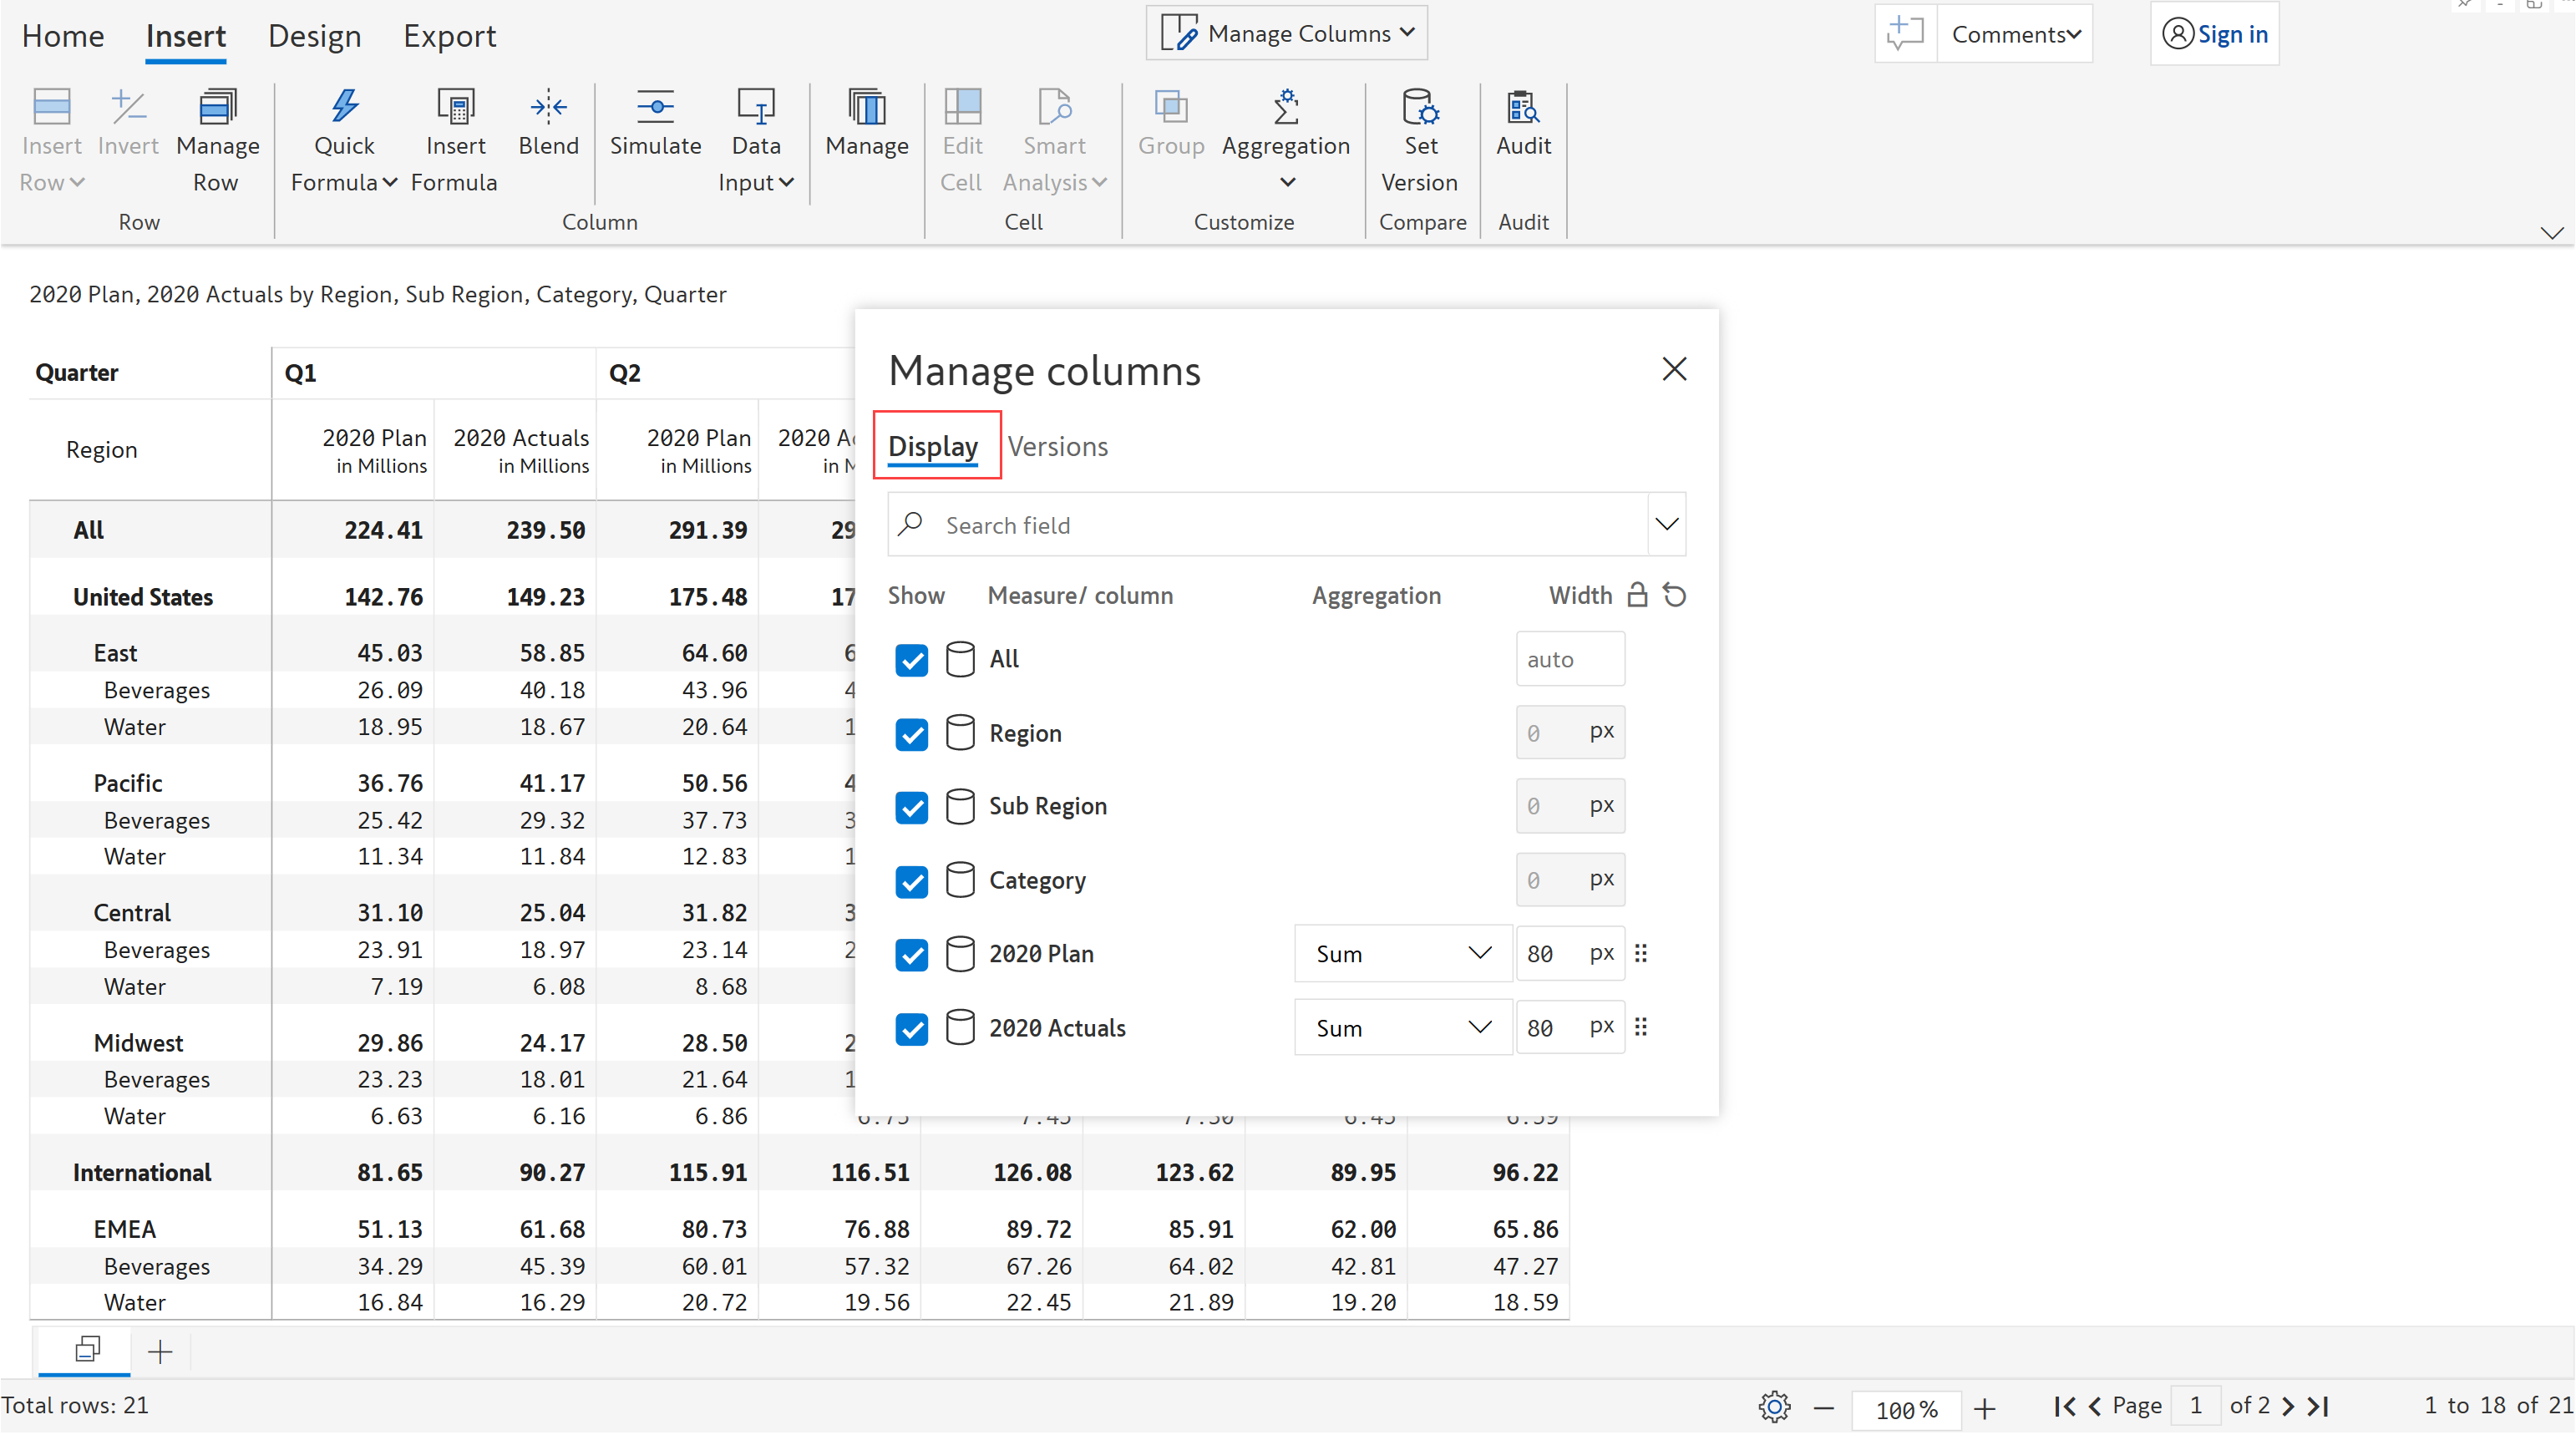 Home Insert Design Export Manage Columns Comments Sign in
Insert Row Invert Manage Row Quick Formula Insert Formula Blend Simulate Data Input Manage Edit Cell Smart Analysis Group Aggregation Set Version Audit
Row Column Cell Customize Compare Audit
2020 Plan, 2020 Actuals by Region, Sub Region, Category, Quarter
Quarter Q1 Q2
Region 2020 Plan in Millions 2020 Actuals in Millions 2020 Plan in Millions 2020 A in M
All 224.41 239.50 291.39 29
United States 142.76 149.23 175.48 17
East 45.03 58.85 64.60 6
Beverages 26.09 40.18 43.96 4
Water 18.95 18.67 20.64 1
Pacific 36.76 41.17 50.56 4
Beverages 25.42 29.32 37.73 3
Water 11.34 11.84 12.83 1
Central 31.10 25.04 31.82 3
Beverages 23.91 18.97 23.14 2
Water 7.19 6.08 8.68
Midwest 29.86 24.17 28.50 2
Beverages 23.23 18.01 21.64 1
Water 6.63 6.16 6.86
International 81.65 90.27 115.91 116.51 126.08 123.62 89.95 96.22
EMEA 51.13 61.68 80.73 76.88 89.72 85.91 62.00 65.86
Beverages 34.29 45.39 60.01 57.32 67.26 64.02 42.81 47.27
Water 16.84 16.29 20.72 19.56 22.45 21.89 19.20 18.59
Manage columns
Display Versions
Search field
Show Measure/ column Aggregation Width
All auto
Region 0 px
Sub Region 0 px
Category 0 px
2020 Plan Sum 80 px
2020 Actuals Sum 80 px
Total rows: 21 100% Page 1 of 2 1 to 18 of 21